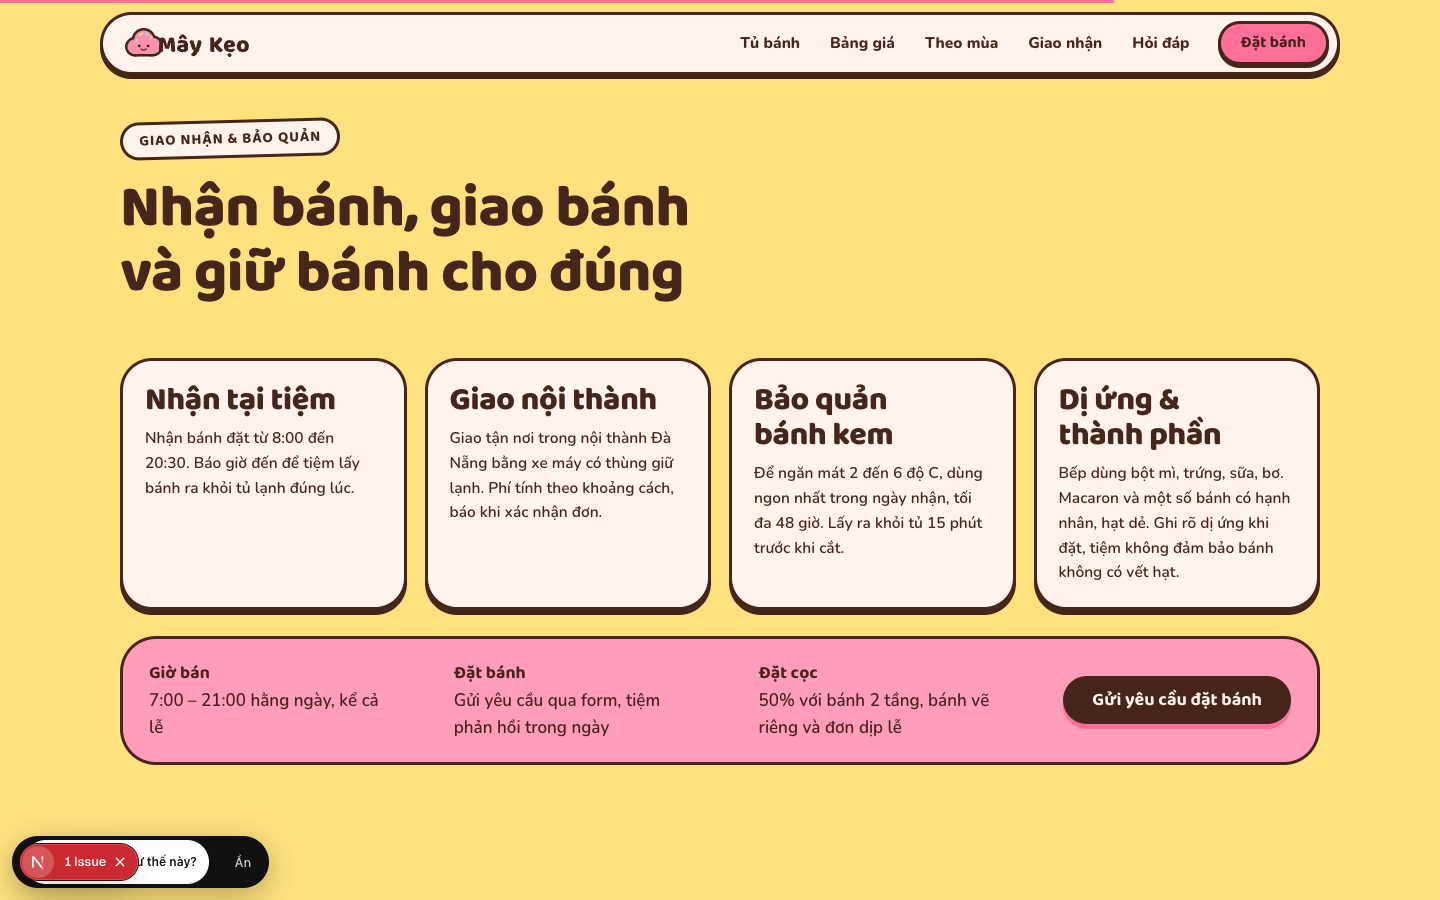 Mây Kẹo
Tủ bánh
Bảng giá
Theo mùa
Giao nhận
Hỏi đáp
Đặt bánh
GIAO NHẬN & BẢO QUẢN
Nhận bánh, giao bánh
và giữ bánh cho đúng
Nhận tại tiệm
Nhận bánh đặt từ 8:00 đến
20:30. Báo giờ đến để tiệm lấy
bánh ra khỏi tủ lạnh đúng lúc.
Giao nội thành
Giao tận nơi trong nội thành Đà
Nẵng bằng xe máy có thùng giữ
lạnh. Phí tính theo khoảng cách,
báo khi xác nhận đơn.
Bảo quản
bánh kem
Để ngăn mát 2 đến 6 độ C, dùng
ngon nhất trong ngày nhận, tối
đa 48 giờ. Lấy ra khỏi tủ 15 phút
trước khi cắt.
Dị ứng &
thành phần
Bếp dùng bột mì, trứng, sữa, bơ.
Macaron và một số bánh có hạnh
nhân, hạt dẻ. Ghi rõ dị ứng khi
đặt, tiệm không đảm bảo bánh
không có vết hạt.
Giờ bán
7:00 – 21:00 hằng ngày, kể cả
lễ
Đặt bánh
Gửi yêu cầu qua form, tiệm
phản hồi trong ngày
Đặt cọc
50% với bánh 2 tầng, bánh vẽ
riêng và đơn dịp lễ
Gửi yêu cầu đặt bánh
1 Issue
thế này?
Ẩn